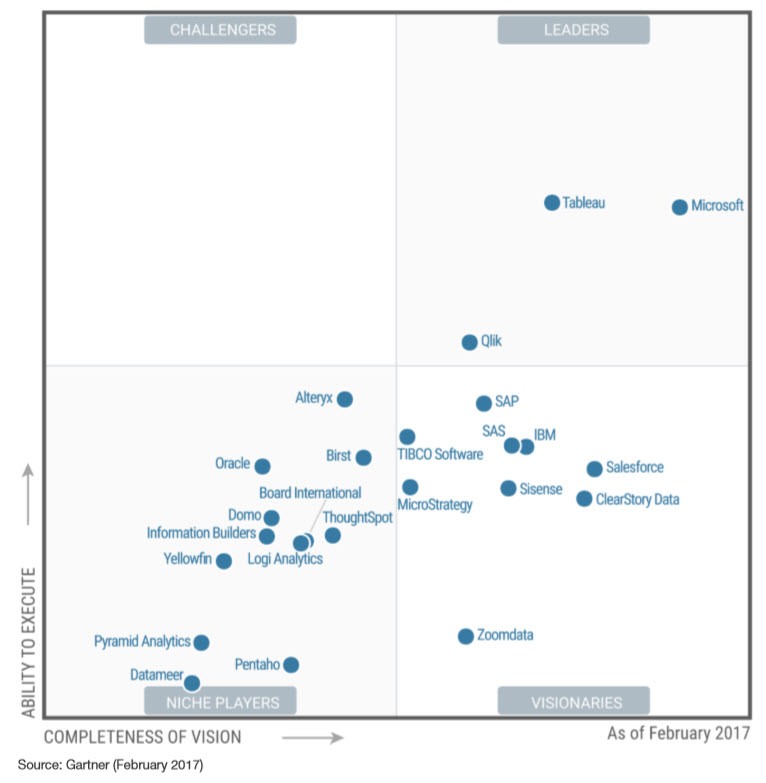 CHALLENGERS
LEADERS
Tableau
Microsoft
Qlik
Alteryx
SAP
SAS
IBM
TIBCO Software
Birst
Oracle
Salesforce
Board International
Sisense
ClearStory Data
MicroStrategy
Domo
ThoughtSpot
Information Builders
Yellowfin
Logi Analytics
Pyramid Analytics
Zoomdata
Pentaho
Datameer
NICHE PLAYERS
VISIONARIES
ABILITY TO EXECUTE
COMPLETENESS OF VISION
As of February 2017
Source: Gartner (February 2017)